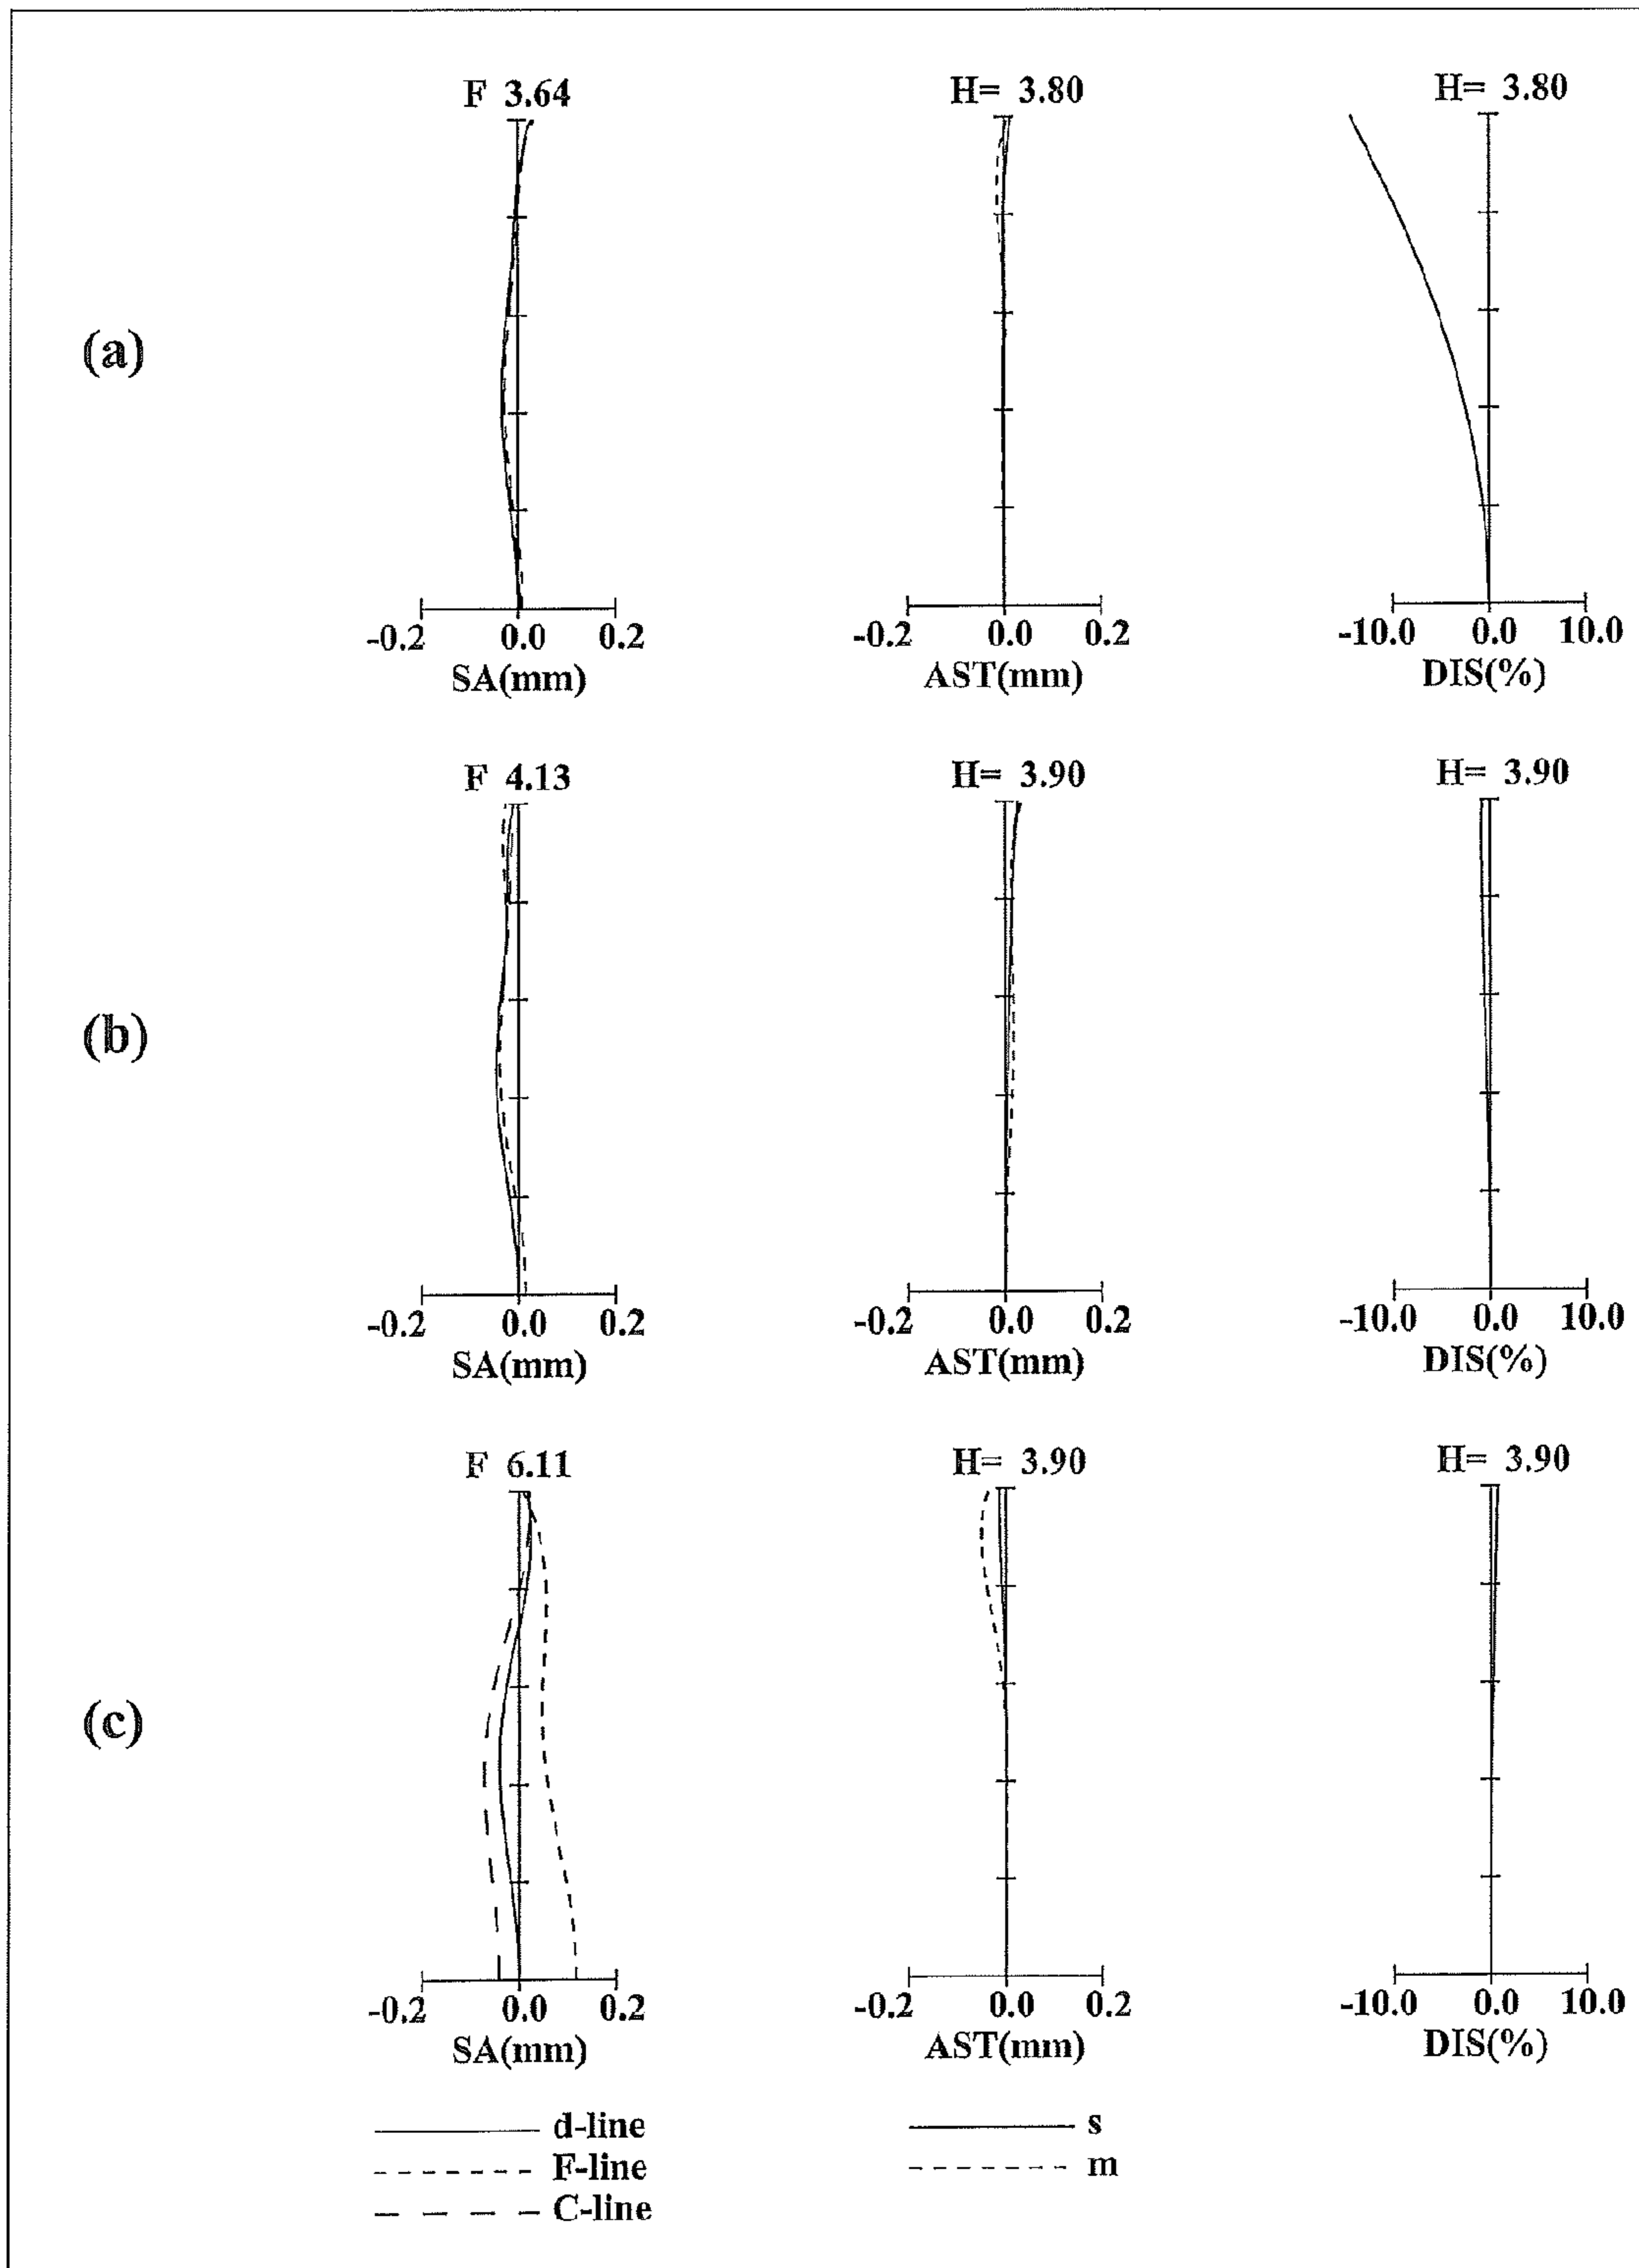 F 3.64 H= 3.80 H= 3.80
(a)
-0.2 0.0 0.2 -0.2 0.0 0.2 -10.0 0.0 10.0
SA(mm) AST(mm) DIS(%)
F 4.13 H= 3.90 H= 3.90
(b)
-0.2 0.0 0.2 -0.2 0.0 0.2 -10.0 0.0 10.0
SA(mm) AST(mm) DIS(%)
F 6.11 H= 3.90 H= 3.90
(c)
-0.2 0.0 0.2 -0.2 0.0 0.2 -10.0 0.0 10.0
SA(mm) AST(mm) DIS(%)
d-line s
F-line m
C-line